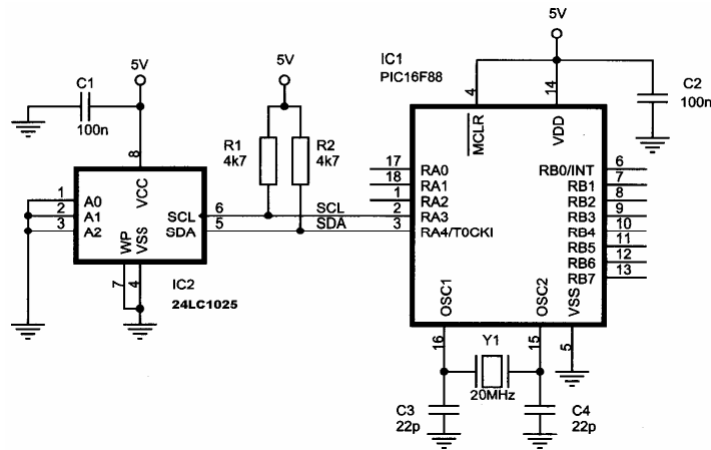 5V
C1
100n
8
VCC
1
A0
2
A1
3
A2
SCL
6
SDA
5
WP
VSS
7
4
IC2
24LC1025
5V
R1
4k7
R2
4k7
SCL
SDA
IC1
PIC16F88
5V
4
14
MCLR
VDD
C2
100n
17
RA0
18
RA1
1
RA2
2
RA3
3
RA4/T0CKI
RB0/INT
6
RB1
7
RB2
8
RB3
9
RB4
10
RB5
11
RB6
12
RB7
13
OSC1
OSC2
VSS
16
15
5
Y1
20MHz
C3
22p
C4
22p